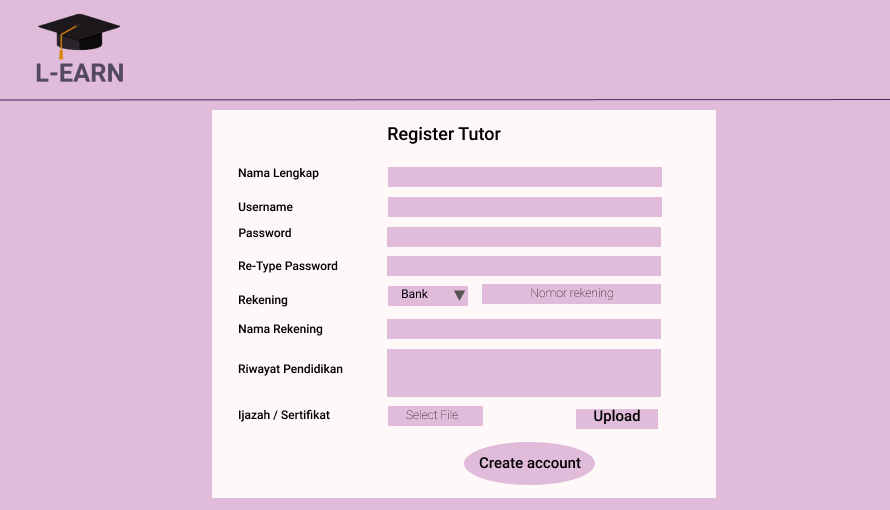 L-EARN
Register Tutor
Nama Lengkap
Username
Password
Re-Type Password
Rekening Bank Nomor rekening
Nama Rekening
Riwayat Pendidikan
Ijazah / Sertifikat Select File Upload
Create account